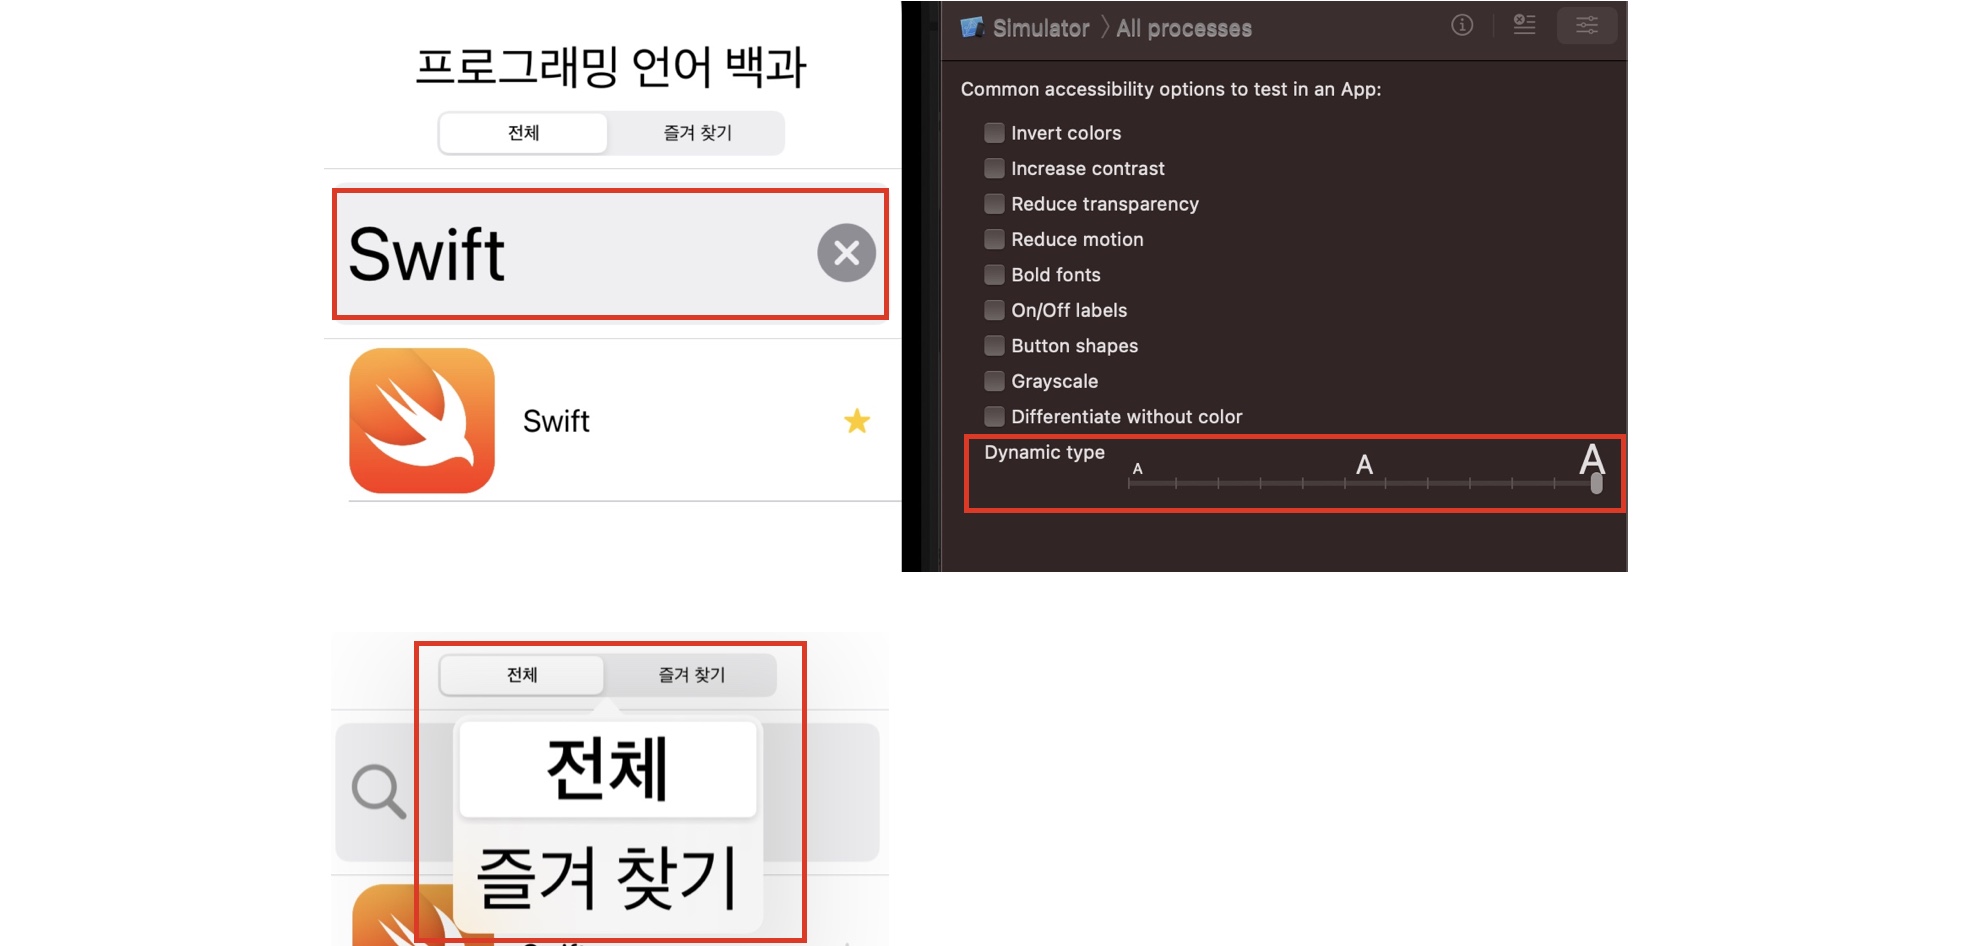 프로그래밍 언어 백과
전체 즐겨 찾기
Swift
Swift
Simulator 〉All processes
Common accessibility options to test in an App:
Invert colors
Increase contrast
Reduce transparency
Reduce motion
Bold fonts
On/Off labels
Button shapes
Grayscale
Differentiate without color
Dynamic type
A A A
전체 즐겨 찾기
전체
즐겨 찾기